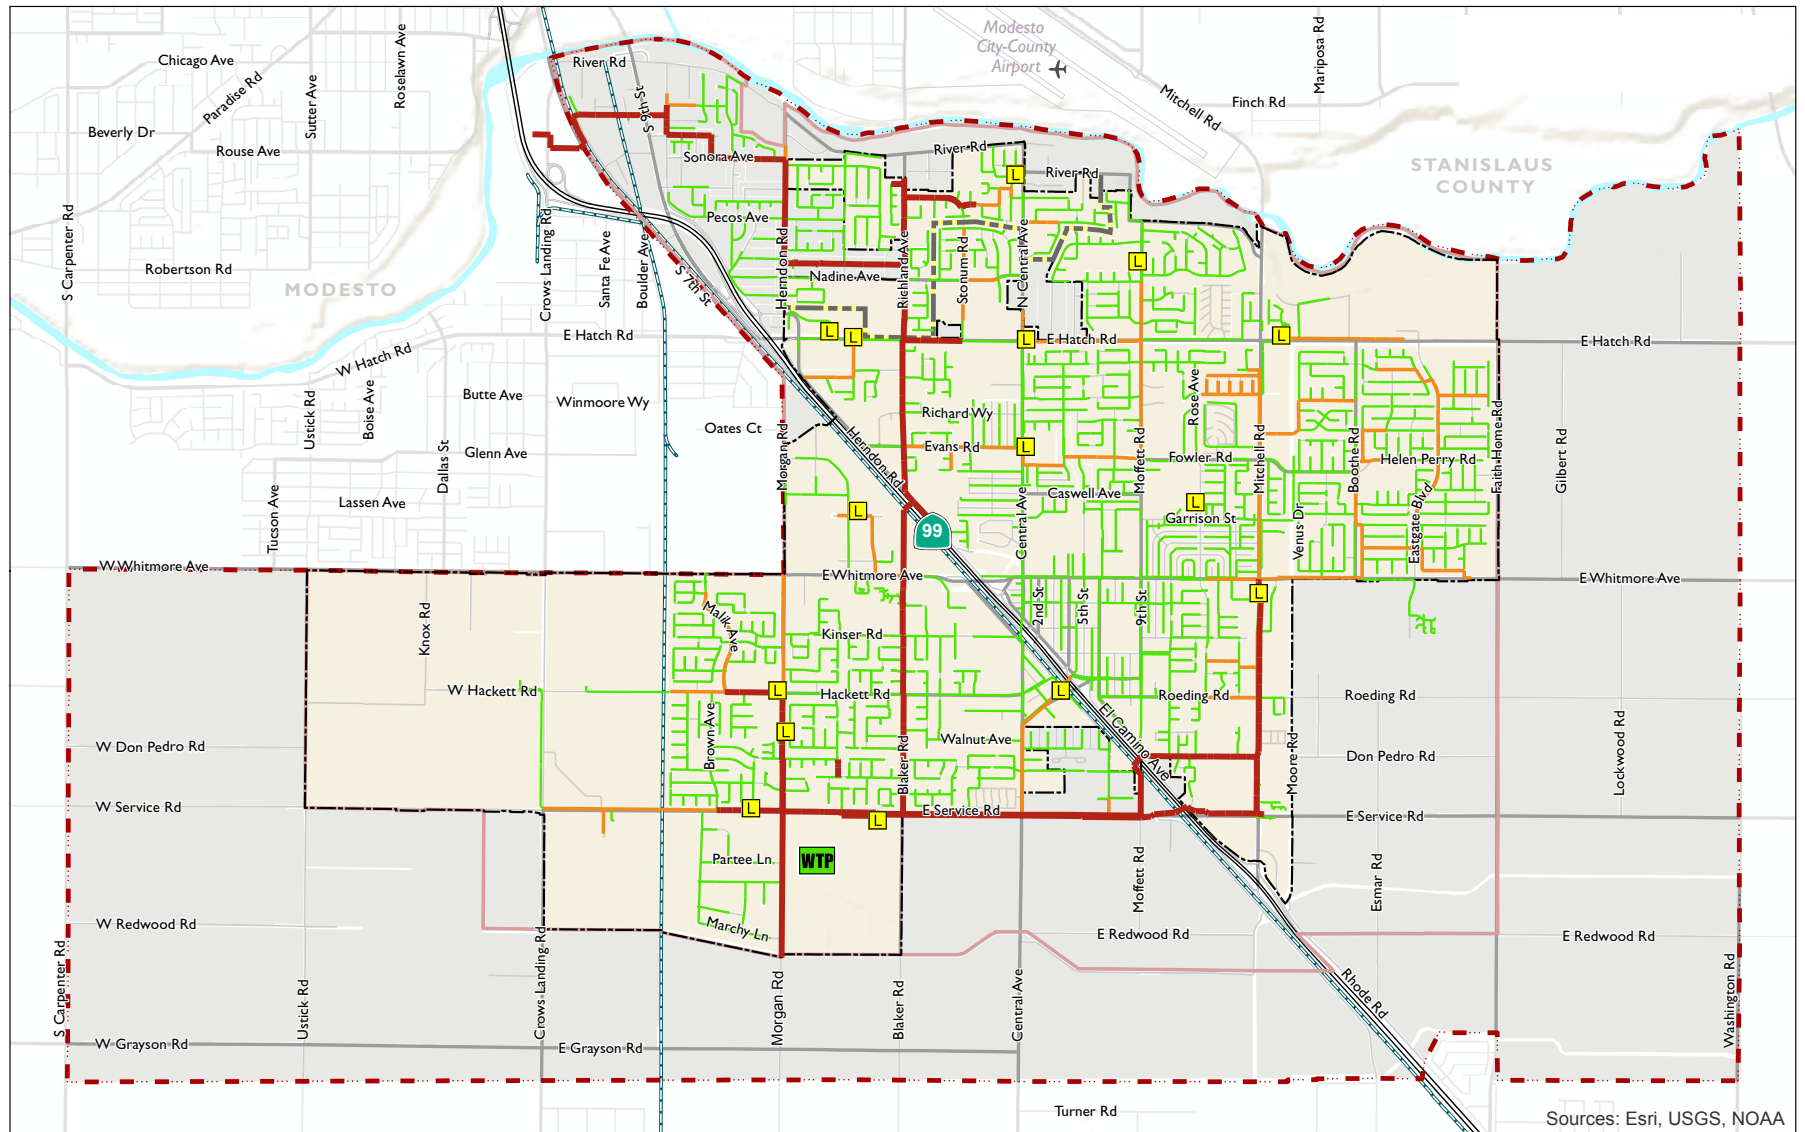 Chicago Ave
Paradise Rd
Sutter Ave
Roselawn Ave
Beverly Dr
Rouse Ave
River Rd
S 9th St
Modesto
City-County
Airport
Mitchell Rd
Finch Rd
Mariposa Rd
STANISLAUS
COUNTY
Sonora Ave
River Rd
River Rd
L
S Carpenter Rd
Robertson Rd
MODESTO
Crows Landing Rd
Santa Fe Ave
Boulder Ave
Pecos Ave
S 7th St
Herndon Rd
Nadine Ave
Richland Ave
Stonum Rd
N Central Ave
L
L
L
L
L
E Hatch Rd
E Hatch Rd
E Hatch Rd
W Hatch Rd
Ustick Rd
Boise Ave
Butte Ave
Winmoore Wy
Dallas St
Glenn Ave
Oates Ct
Morgan Rd
Herndon Rd
Richard Wy
Evans Rd
L
Moffett Rd
Rose Ave
Fowler Rd
Mitchell Rd
Boothe Rd
Helen Perry Rd
Faith Home Rd
Gilbert Rd
Tucson Ave
Lassen Ave
L
99
Caswell Ave
Central Ave
L
Garrison St
Venus Dr
Eastgate Blvd
W Whitmore Ave
E Whitmore Ave
E Whitmore Ave
Knox Rd
Malik Ave
Kinser Rd
2nd St
5th St
9th St
L
W Hackett Rd
L
Hackett Rd
L
Roeding Rd
Roeding Rd
W Don Pedro Rd
Brown Ave
L
Blaker Rd
Walnut Ave
El Camino Ave
Moore Rd
Don Pedro Rd
Lockwood Rd
W Service Rd
L
L
E Service Rd
E Service Rd
Partee Ln
WTP
Moffett Rd
Esmar Rd
W Redwood Rd
Marchy Ln
E Redwood Rd
E Redwood Rd
S Carpenter Rd
Ustick Rd
Crows Landing Rd
Morgan Rd
Blaker Rd
Central Ave
Rhode Rd
Washington Rd
W Grayson Rd
E Grayson Rd
Turner Rd
Sources: Esri, USGS, NOAA